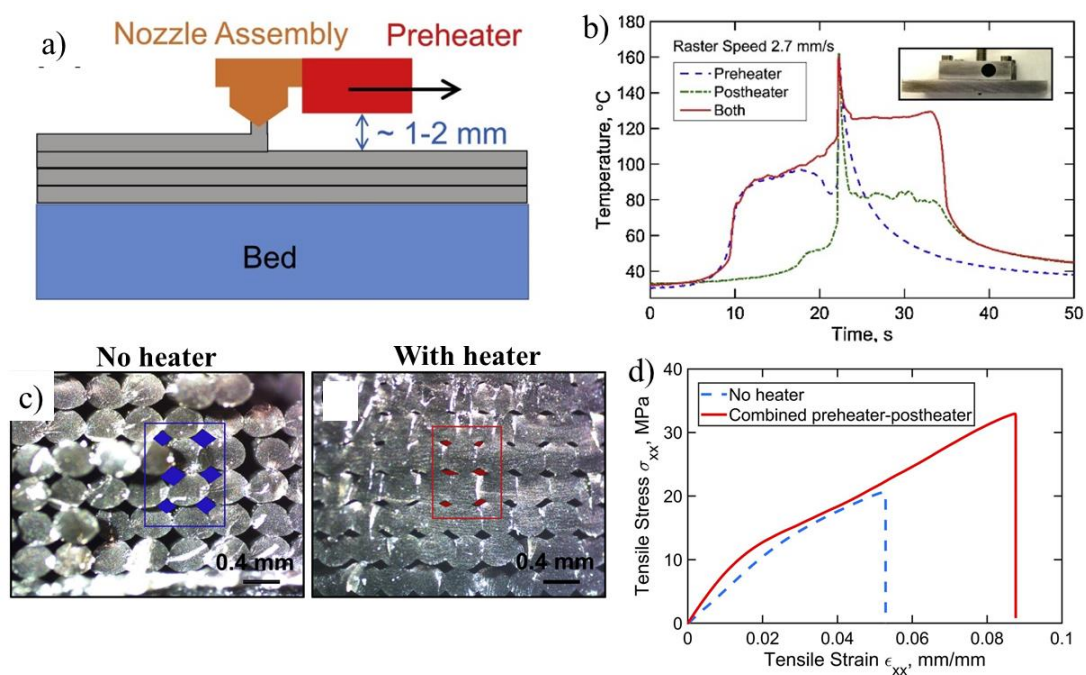 a)
Nozzle Assembly
Preheater
~ 1-2 mm
Bed
b)
Temperature, °C
180
160
140
120
100
80
60
40
Raster Speed 2.7 mm/s
Preheater
Postheater
Both
0
10
20
30
40
50
Time, s
No heater
With heater
c)
0.4 mm
0.4 mm
d)
Tensile Stress σxx, MPa
40
30
20
10
0
No heater
Combined preheater-postheater
0
0.02
0.04
0.06
0.08
0.1
Tensile Strain ϵxx, mm/mm